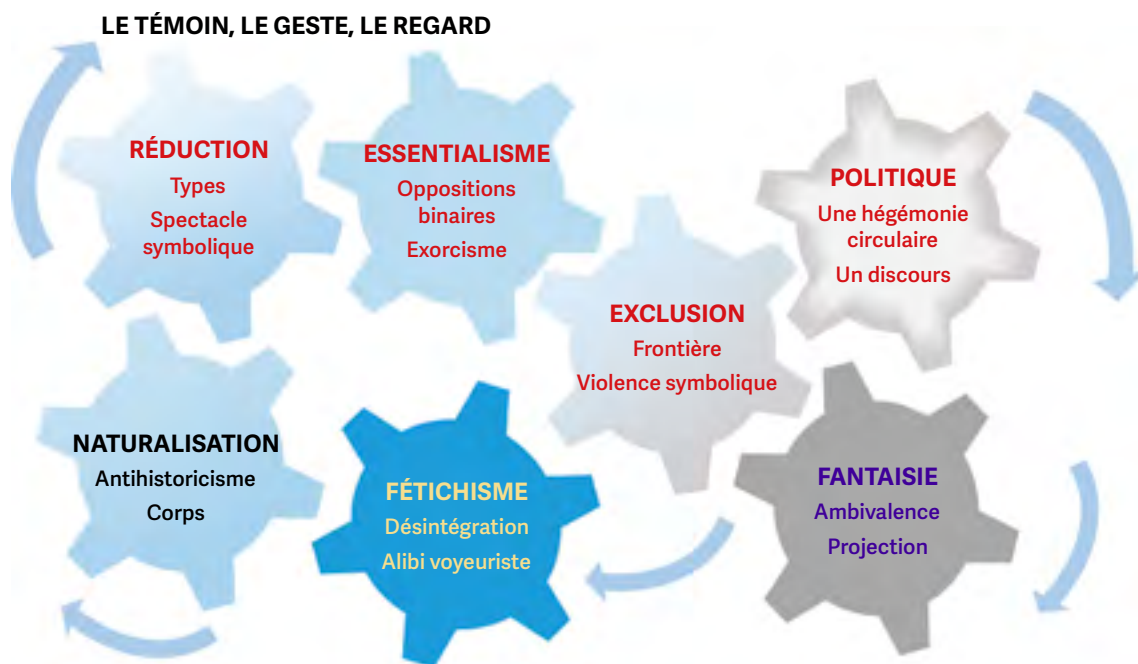 LE TÉMOIN, LE GESTE, LE REGARD
RÉDUCTION
Types
Spectacle
symbolique
ESSENTIALISME
Oppositions
binaires
Exorcisme
POLITIQUE
Une hégémonie
circulaire
Un discours
EXCLUSION
Frontière
Violence symbolique
NATURALISATION
Antihistoricisme
Corps
FÉTICHISME
Désintégration
Alibi voyeuriste
FANTAISIE
Ambivalence
Projection